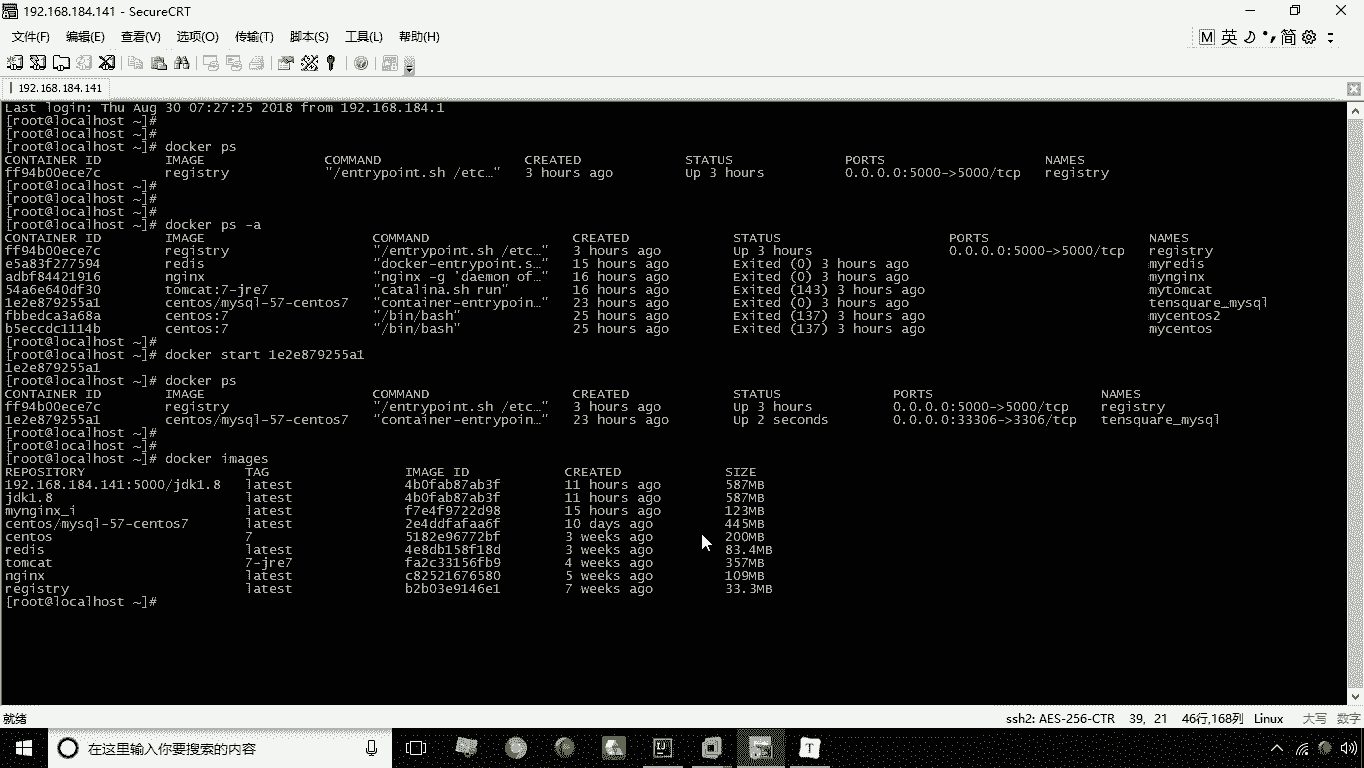 192.168.184.141 - SecureCRT
文件(F) 编辑(E) 查看(V) 选项(O) 传输(T) 脚本(S) 工具(L) 帮助(H)
M 英 简
192.168.184.141
Last login: Thu Aug 30 07:27:25 2018 from 192.168.184.1
[root@localhost ~]#
[root@localhost ~]#
[root@localhost ~]# docker ps
CONTAINER ID IMAGE COMMAND CREATED STATUS PORTS NAMES
ff94b00ece7c registry "/entrypoint.sh /etc…" 3 hours ago Up 3 hours 0.0.0.0:5000->5000/tcp registry
[root@localhost ~]#
[root@localhost ~]#
[root@localhost ~]#
[root@localhost ~]# docker ps -a
CONTAINER ID IMAGE COMMAND CREATED STATUS PORTS NAMES
ff94b00ece7c registry "/entrypoint.sh /etc…" 3 hours ago Up 3 hours 0.0.0.0:5000->5000/tcp registry
e5a83f277594 redis "docker-entrypoint.s…" 15 hours ago Exited (0) 3 hours ago myredis
adbf84421916 nginx "nginx -g 'daemon of…" 16 hours ago Exited (0) 3 hours ago mynginx
54a6e640df30 tomcat:7-jre7 "catalina.sh run" 16 hours ago Exited (143) 3 hours ago mytomcat
1e2e879255a1 centos/mysql-57-centos7 "container-entrypoin…" 23 hours ago Exited (0) 3 hours ago tensquare_mysql
fbbedca3a68a centos:7 "/bin/bash" 25 hours ago Exited (137) 3 hours ago mycentos2
b5eccdc1114b centos:7 "/bin/bash" 25 hours ago Exited (137) 3 hours ago mycentos
[root@localhost ~]#
[root@localhost ~]# docker start 1e2e879255a1
1e2e879255a1
[root@localhost ~]# docker ps
CONTAINER ID IMAGE COMMAND CREATED STATUS PORTS NAMES
ff94b00ece7c registry "/entrypoint.sh /etc…" 3 hours ago Up 3 hours 0.0.0.0:5000->5000/tcp registry
1e2e879255a1 centos/mysql-57-centos7 "container-entrypoin…" 23 hours ago Up 2 seconds 0.0.0.0:33306->3306/tcp tensquare_mysql
[root@localhost ~]#
[root@localhost ~]#
[root@localhost ~]# docker images
REPOSITORY TAG IMAGE ID CREATED SIZE
192.168.184.141:5000/jdk1.8 latest 4b0fab87ab3f 11 hours ago 587MB
jdk1.8 latest 4b0fab87ab3f 11 hours ago 587MB
mynginx_i latest f7e4f9722d98 15 hours ago 123MB
centos/mysql-57-centos7 latest 2e4ddfafaa6f 10 days ago 445MB
centos 7 5182e96772bf 3 weeks ago 200MB
redis latest 4e8db158f18d 3 weeks ago 83.4MB
tomcat 7-jre7 fa2c33156fb9 4 weeks ago 357MB
nginx latest c82521676580 5 weeks ago 109MB
registry latest b2b03e9146e1 7 weeks ago 33.3MB
[root@localhost ~]#
就绪 ssh2: AES-256-CTR 39, 21 46行,168列 Linux 大写 数字
在这里输入你要搜索的内容